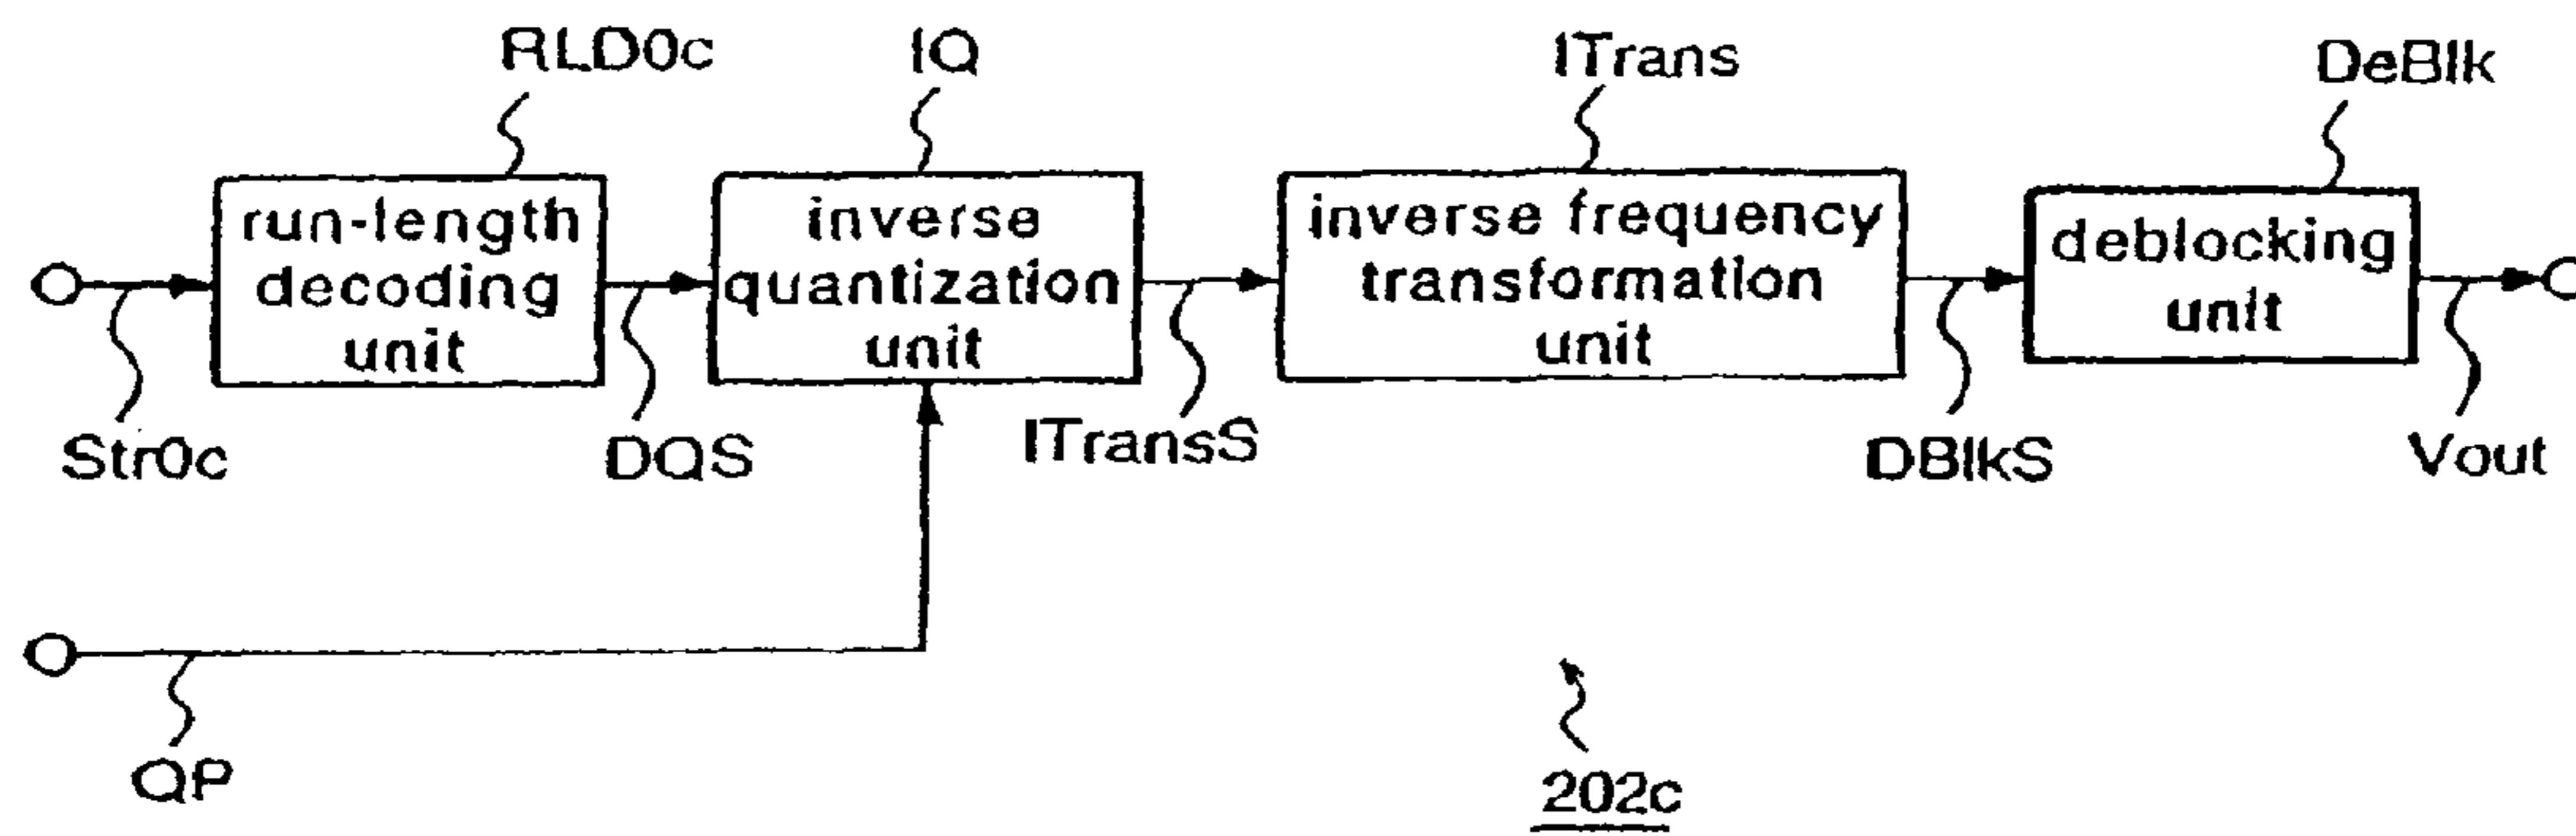 RLD0c
IQ
ITrans
DeBlk
run-length
decoding
unit
inverse
quantization
unit
inverse frequency
transformation
unit
deblocking
unit
Str0c
DQS
ITransS
DBlkS
Vout
QP
202c